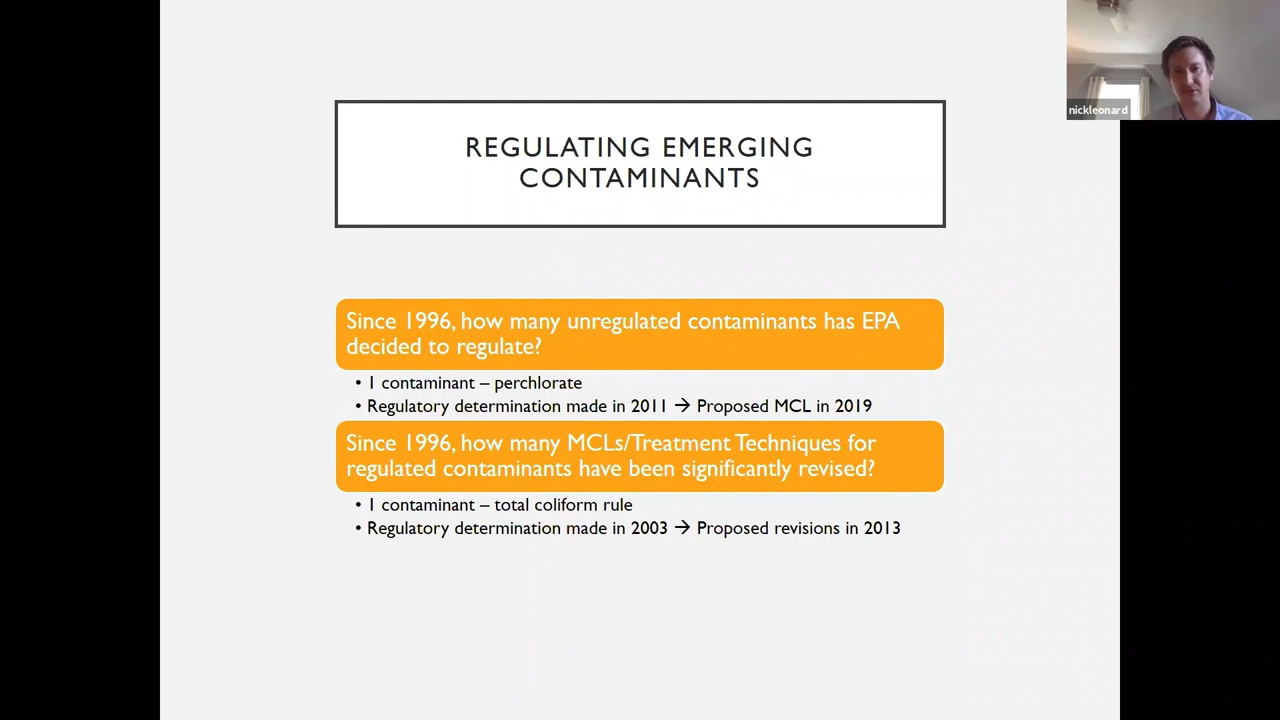 REGULATING EMERGING
CONTAMINANTS
nickleonard
Since 1996, how many unregulated contaminants has EPA
decided to regulate?
• 1 contaminant – perchlorate
• Regulatory determination made in 2011 → Proposed MCL in 2019
Since 1996, how many MCLs/Treatment Techniques for
regulated contaminants have been significantly revised?
• 1 contaminant – total coliform rule
• Regulatory determination made in 2003 → Proposed revisions in 2013